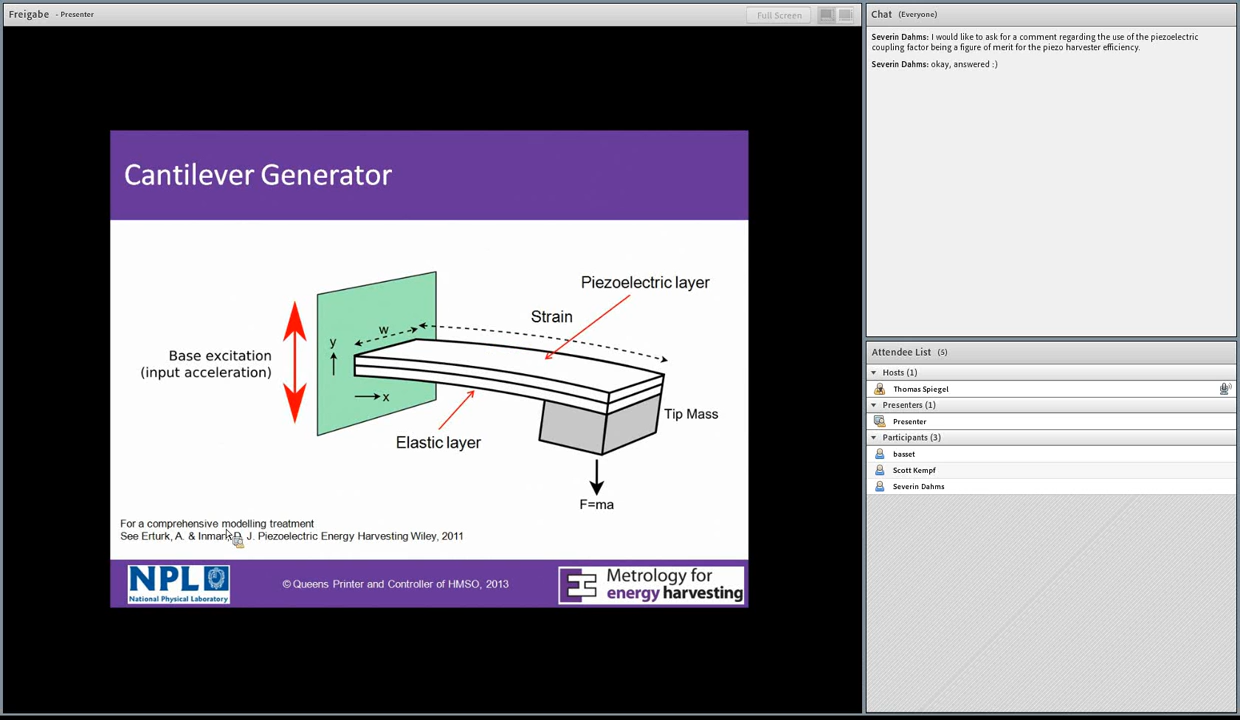 Freigabe - Presenter
Full Screen
Cantilever Generator
Piezoelectric layer
Strain
w
y
Base excitation
(input acceleration)
x
Tip Mass
Elastic layer
F=ma
For a comprehensive modelling treatment
See Erturk, A. & Inman, D. J. Piezoelectric Energy Harvesting Wiley, 2011
NPL
National Physical Laboratory
© Queens Printer and Controller of HMSO, 2013
Metrology for
energy harvesting
Chat (Everyone)
Severin Dahms: I would like to ask for a comment regarding the use of the piezoelectric
coupling factor being a figure of merit for the piezo harvester efficiency.
Severin Dahms: okay, answered :)
Attendee List (5)
Hosts (1)
Thomas Spiegel
Presenters (1)
Presenter
Participants (3)
basset
Scott Kempf
Severin Dahms